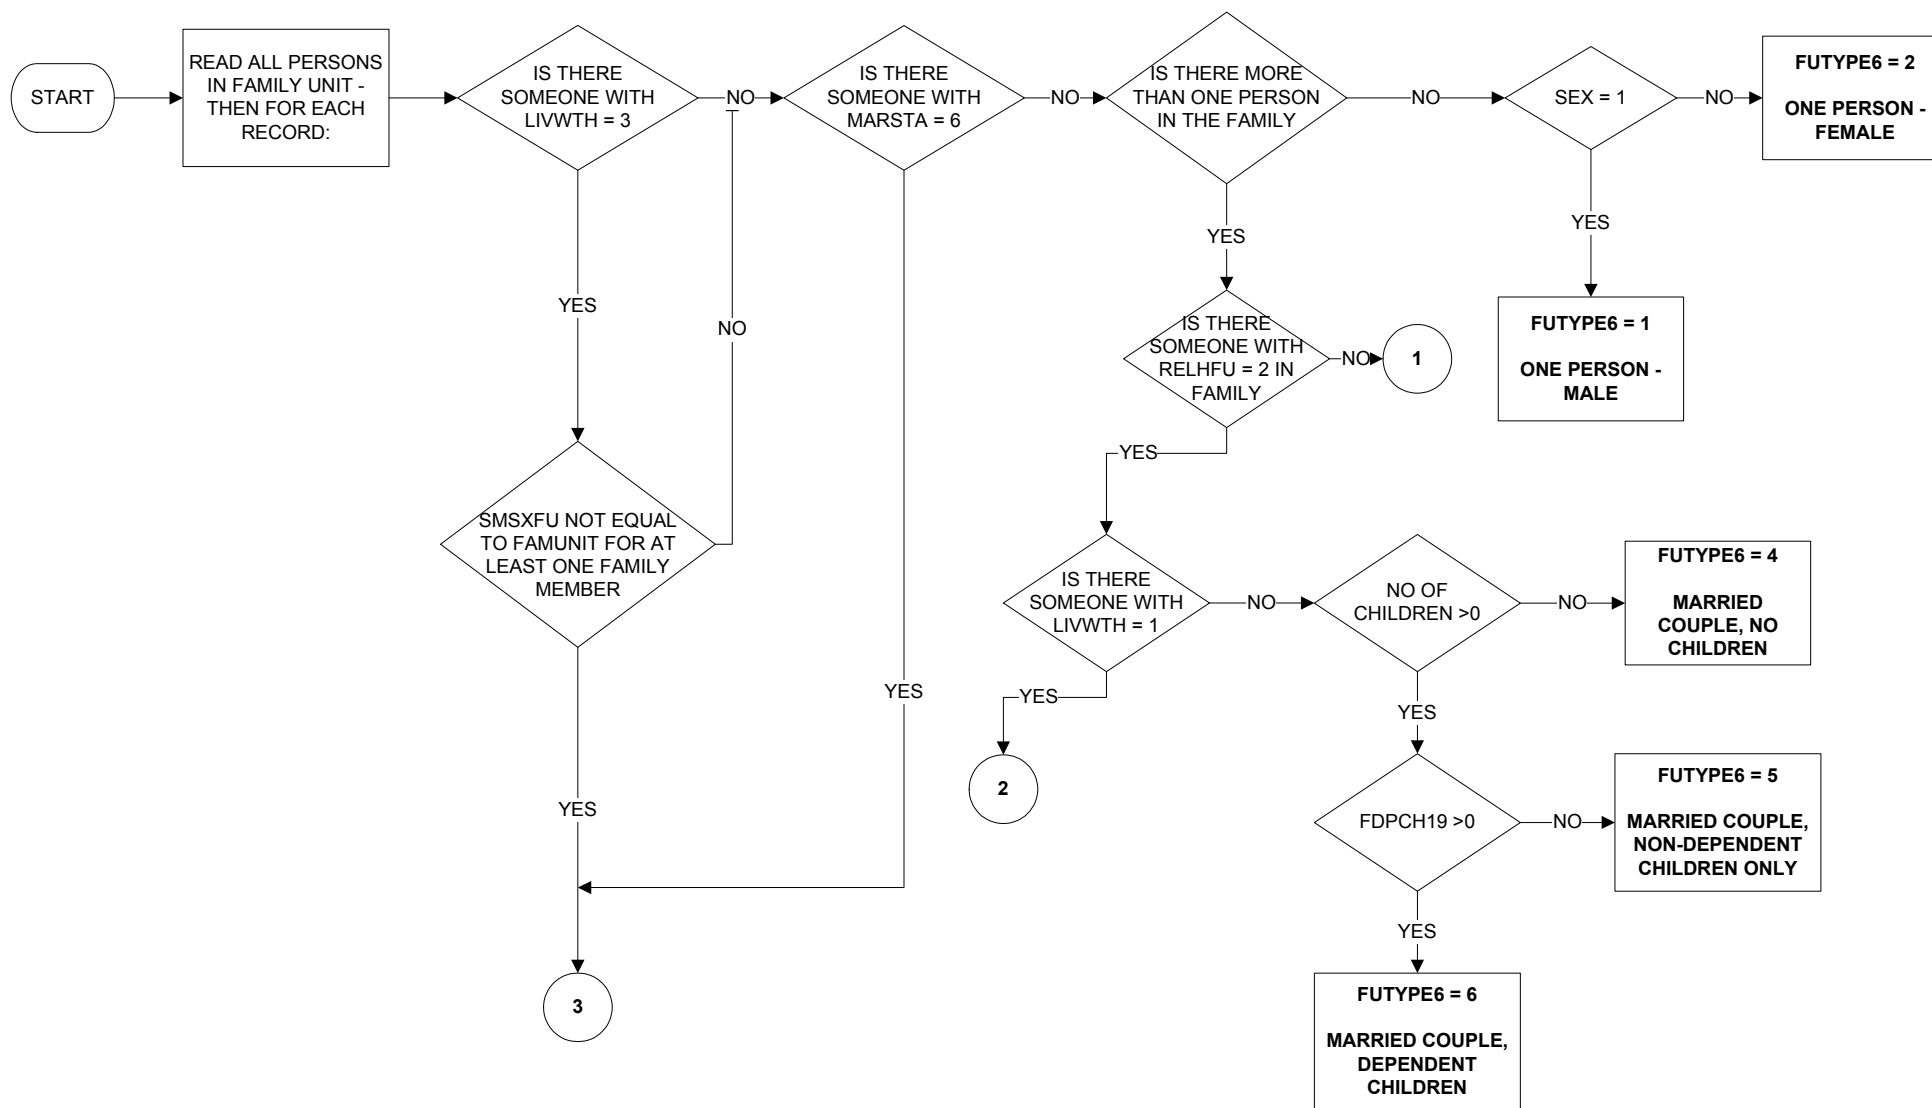 START
READ ALL PERSONS
IN FAMILY UNIT -
THEN FOR EACH
RECORD:
IS THERE
SOMEONE WITH
LIVWTH = 3
NO
IS THERE
SOMEONE WITH
MARSTA = 6
NO
IS THERE MORE
THAN ONE PERSON
IN THE FAMILY
NO
SEX = 1
NO
FUTYPE6 = 2
ONE PERSON -
FEMALE
YES
YES
YES
NO
IS THERE
SOMEONE WITH
RELHFU = 2 IN
FAMILY
NO
1
FUTYPE6 = 1
ONE PERSON -
MALE
YES
SMSXFU NOT EQUAL
TO FAMUNIT FOR AT
LEAST ONE FAMILY
MEMBER
IS THERE
SOMEONE WITH
LIVWTH = 1
NO
NO OF
CHILDREN >0
NO
FUTYPE6 = 4
MARRIED
COUPLE, NO
CHILDREN
YES
YES
YES
2
YES
FDPCH19 >0
NO
FUTYPE6 = 5
MARRIED COUPLE,
NON-DEPENDENT
CHILDREN ONLY
YES
3
FUTYPE6 = 6
MARRIED COUPLE,
DEPENDENT
CHILDREN